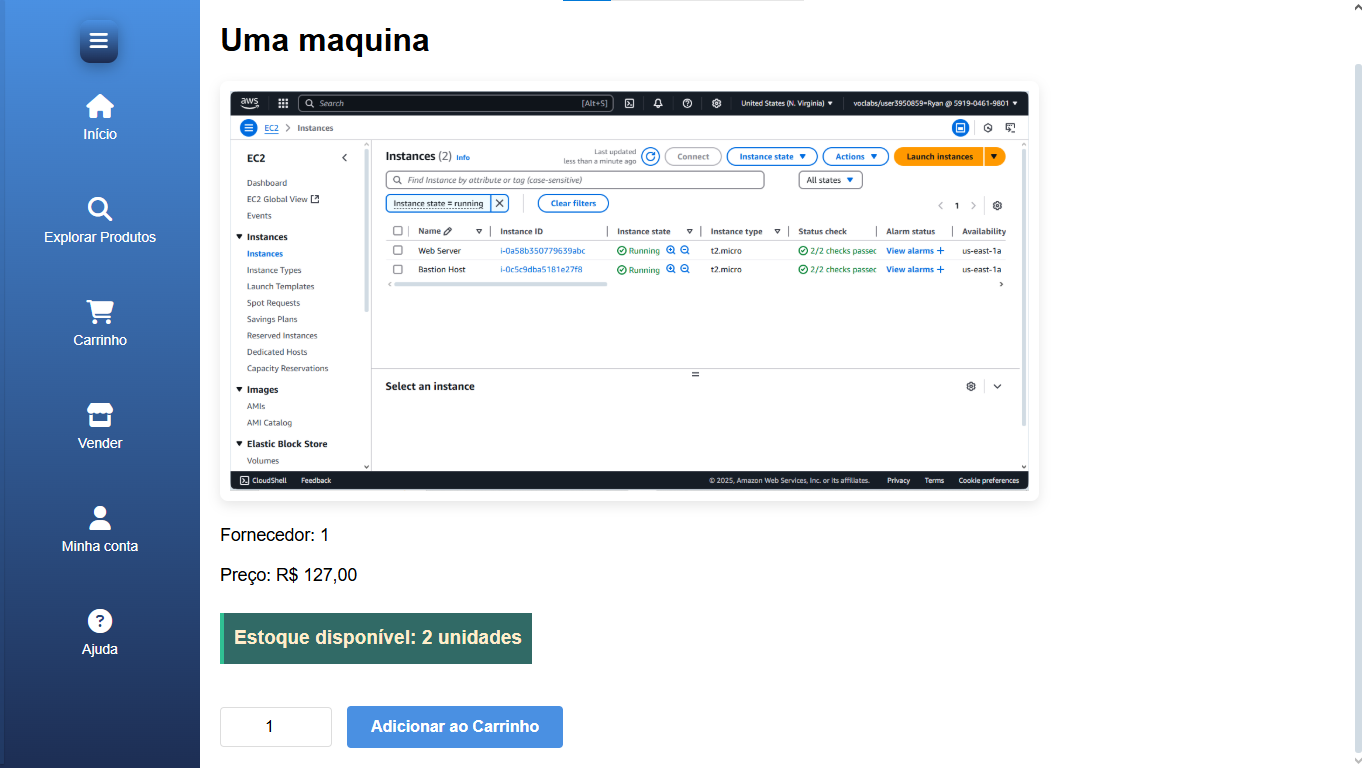 Início
Explorar Produtos
Carrinho
Vender
Minha conta
Ajuda
Uma maquina
aws
Search
[Alt+S]
United States (N. Virginia)
voclabs/user3950859=Ryan @ 5919-0461-9801
EC2
Instances
EC2
Dashboard
EC2 Global View
Events
Instances
Instances
Instance Types
Launch Templates
Spot Requests
Savings Plans
Reserved Instances
Dedicated Hosts
Capacity Reservations
Images
AMIs
AMI Catalog
Elastic Block Store
Volumes
Instances (2) Info
Last updated
less than a minute ago
Connect
Instance state
Actions
Launch instances
Find Instance by attribute or tag (case-sensitive)
All states
Instance state = running
Clear filters
1
Name Instance ID Instance state Instance type Status check Alarm status Availability
Web Server i-0a58b350779639abc Running t2.micro 2/2 checks passec View alarms + us-east-1a
Bastion Host i-0c5c9dba5181e27f8 Running t2.micro 2/2 checks passec View alarms + us-east-1a
Select an instance
CloudShell Feedback
© 2025, Amazon Web Services, Inc. or its affiliates. Privacy Terms Cookie preferences
Fornecedor: 1
Preço: R$ 127,00
Estoque disponível: 2 unidades
1
Adicionar ao Carrinho